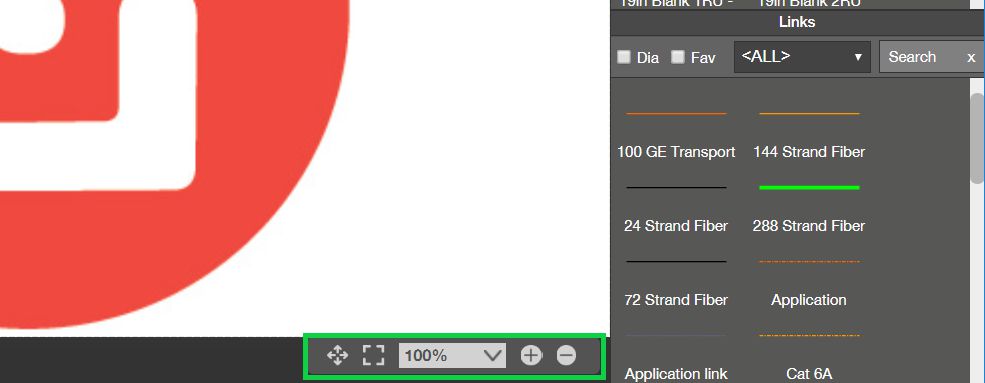 19in Blank 1RU - 19in Blank 2RU
Links
Dia Fav <ALL> Search x
100 GE Transport 144 Strand Fiber
24 Strand Fiber 288 Strand Fiber
72 Strand Fiber Application
100%
Application link Cat 6A